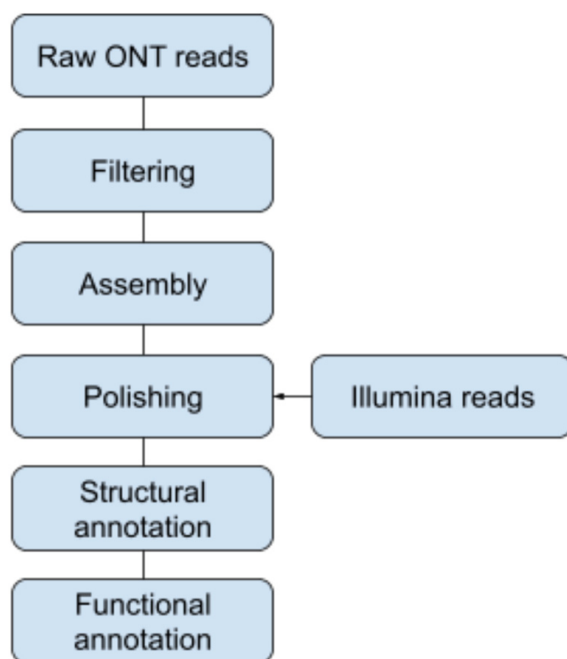 Raw ONT reads
Filtering
Assembly
Polishing
Illumina reads
Structural
annotation
Functional
annotation